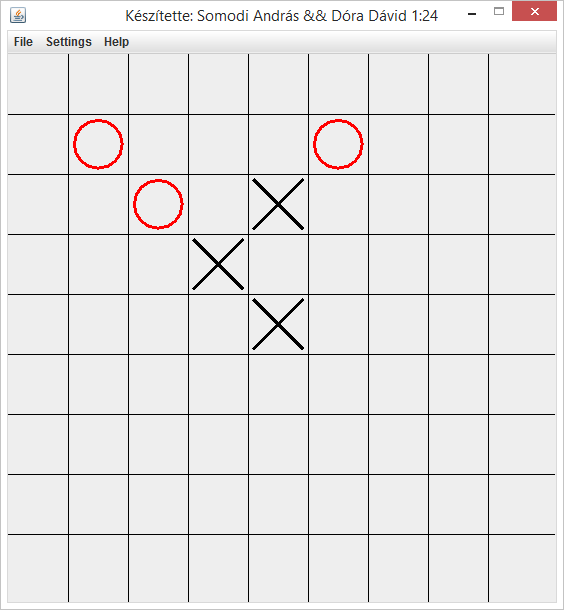 Készítette: Somodi András && Dóra Dávid 1:24
File Settings Help